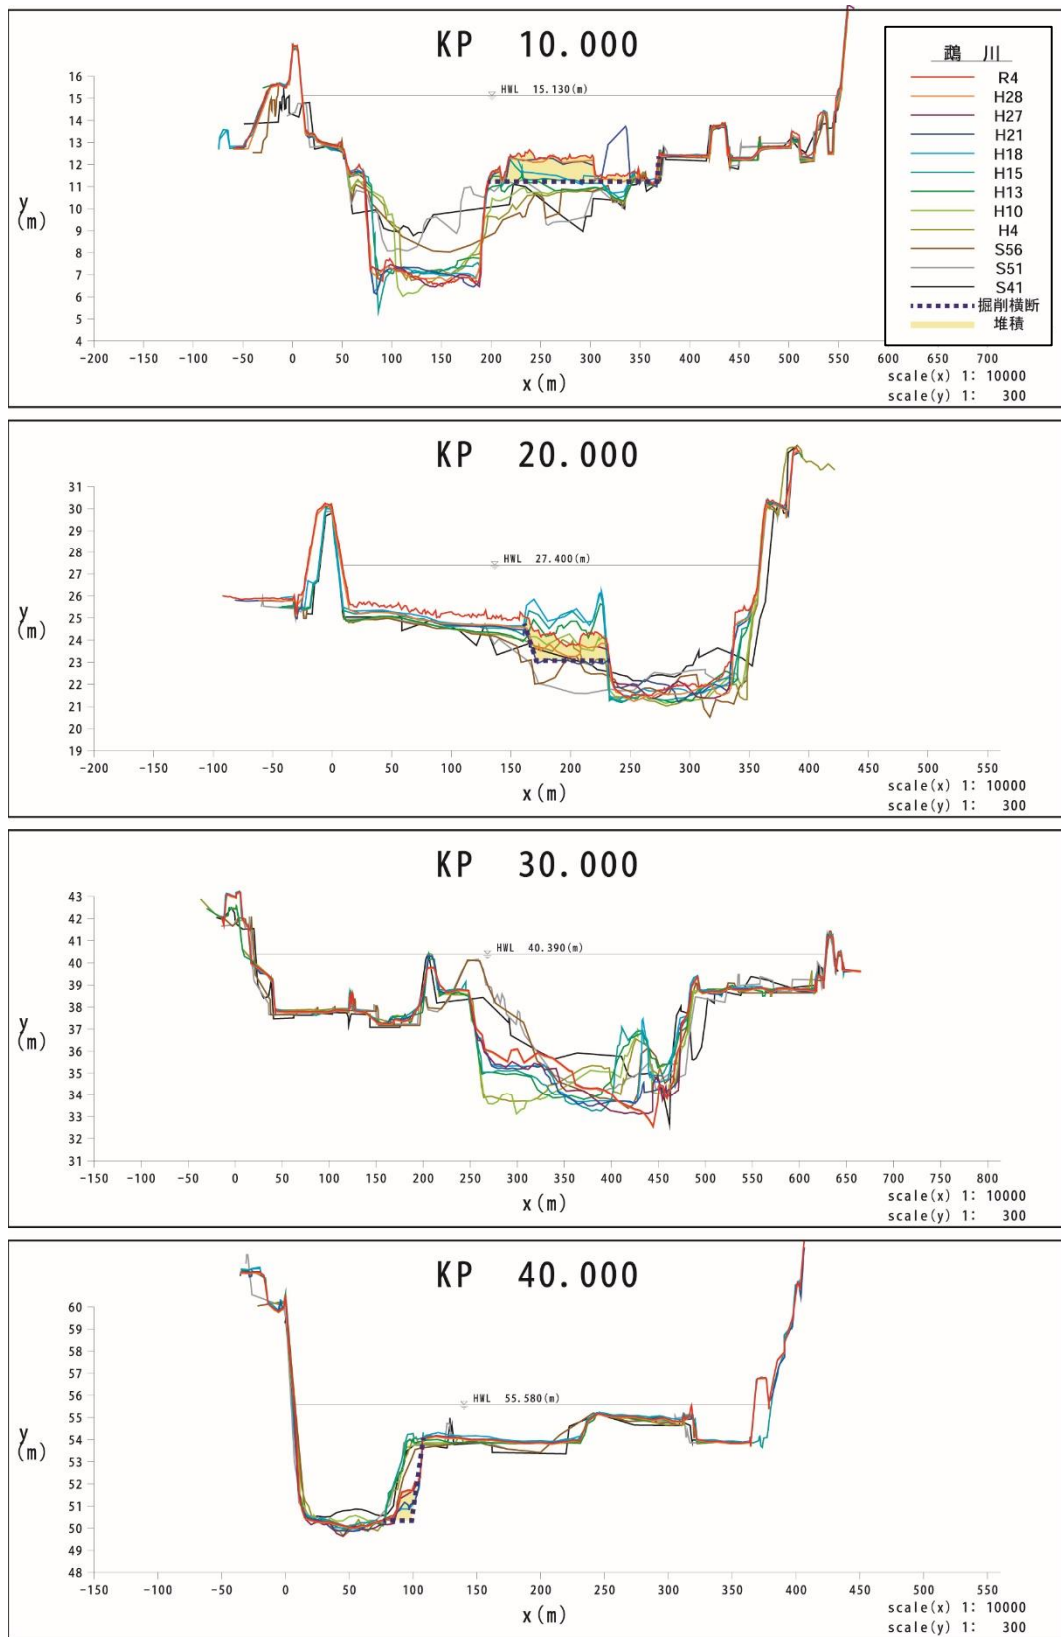 KP 10.000
16
15
14
13
12
11
10
9
8
7
6
5
4
y
(m)
HWL 15.130(m)
-200 -150 -100 -50 0 50 100 150 200 250 300 350 400 450 500 550 600 650 700
x(m)
scale(x) 1: 10000
scale(y) 1: 300
鵡 川
R4
H28
H27
H21
H18
H15
H13
H10
H4
S56
S51
S41
掘削横断
堆積
KP 20.000
31
30
29
28
27
26
25
24
23
22
21
20
19
y
(m)
HWL 27.400(m)
-200 -150 -100 -50 0 50 100 150 200 250 300 350 400 450 500 550
x(m)
scale(x) 1: 10000
scale(y) 1: 300
KP 30.000
43
42
41
40
39
38
37
36
35
34
33
32
31
y
(m)
HWL 40.390(m)
-150 -100 -50 0 50 100 150 200 250 300 350 400 450 500 550 600 650 700 750 800
x(m)
scale(x) 1: 10000
scale(y) 1: 300
KP 40.000
60
59
58
57
56
55
54
53
52
51
50
49
48
y
(m)
HWL 55.580(m)
-150 -100 -50 0 50 100 150 200 250 300 350 400 450 500 550
x(m)
scale(x) 1: 10000
scale(y) 1: 300